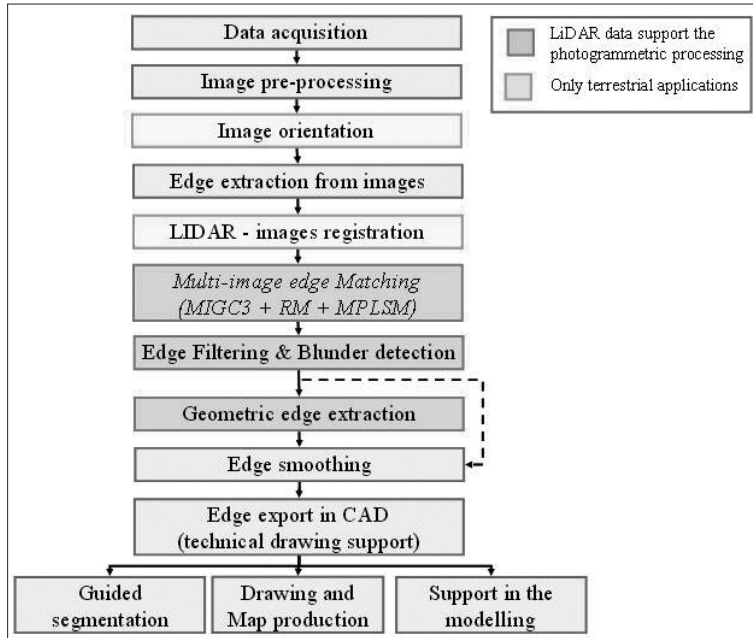 Data acquisition
Image pre-processing
Image orientation
Edge extraction from images
LIDAR - images registration
Multi-image edge Matching
(MIGC3 + RM + MPLSM)
Edge Filtering & Blunder detection
Geometric edge extraction
Edge smoothing
Edge export in CAD
(technical drawing support)
Guided
segmentation
Drawing and
Map production
Support in the
modelling
LiDAR data support the
photogrammetric processing
Only terrestrial applications